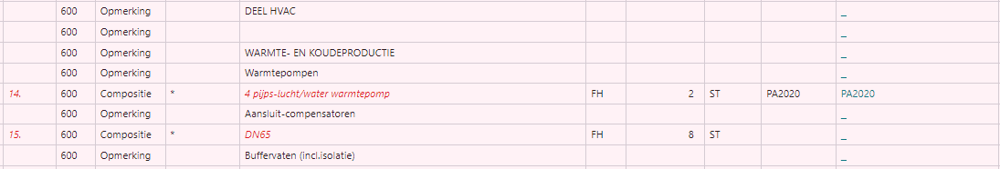 600 Opmerking DEEL HVAC _
600 Opmerking _
600 Opmerking WARMTE- EN KOUDEPRODUCTIE _
600 Opmerking Warmtepompen _
14. 600 Compositie * 4 pijps-lucht/water warmtepomp FH 2 ST PA2020 PA2020
600 Opmerking Aansluit-compensatoren _
15. 600 Compositie * DN65 FH 8 ST _
600 Opmerking Buffervaten (incl.isolatie) _